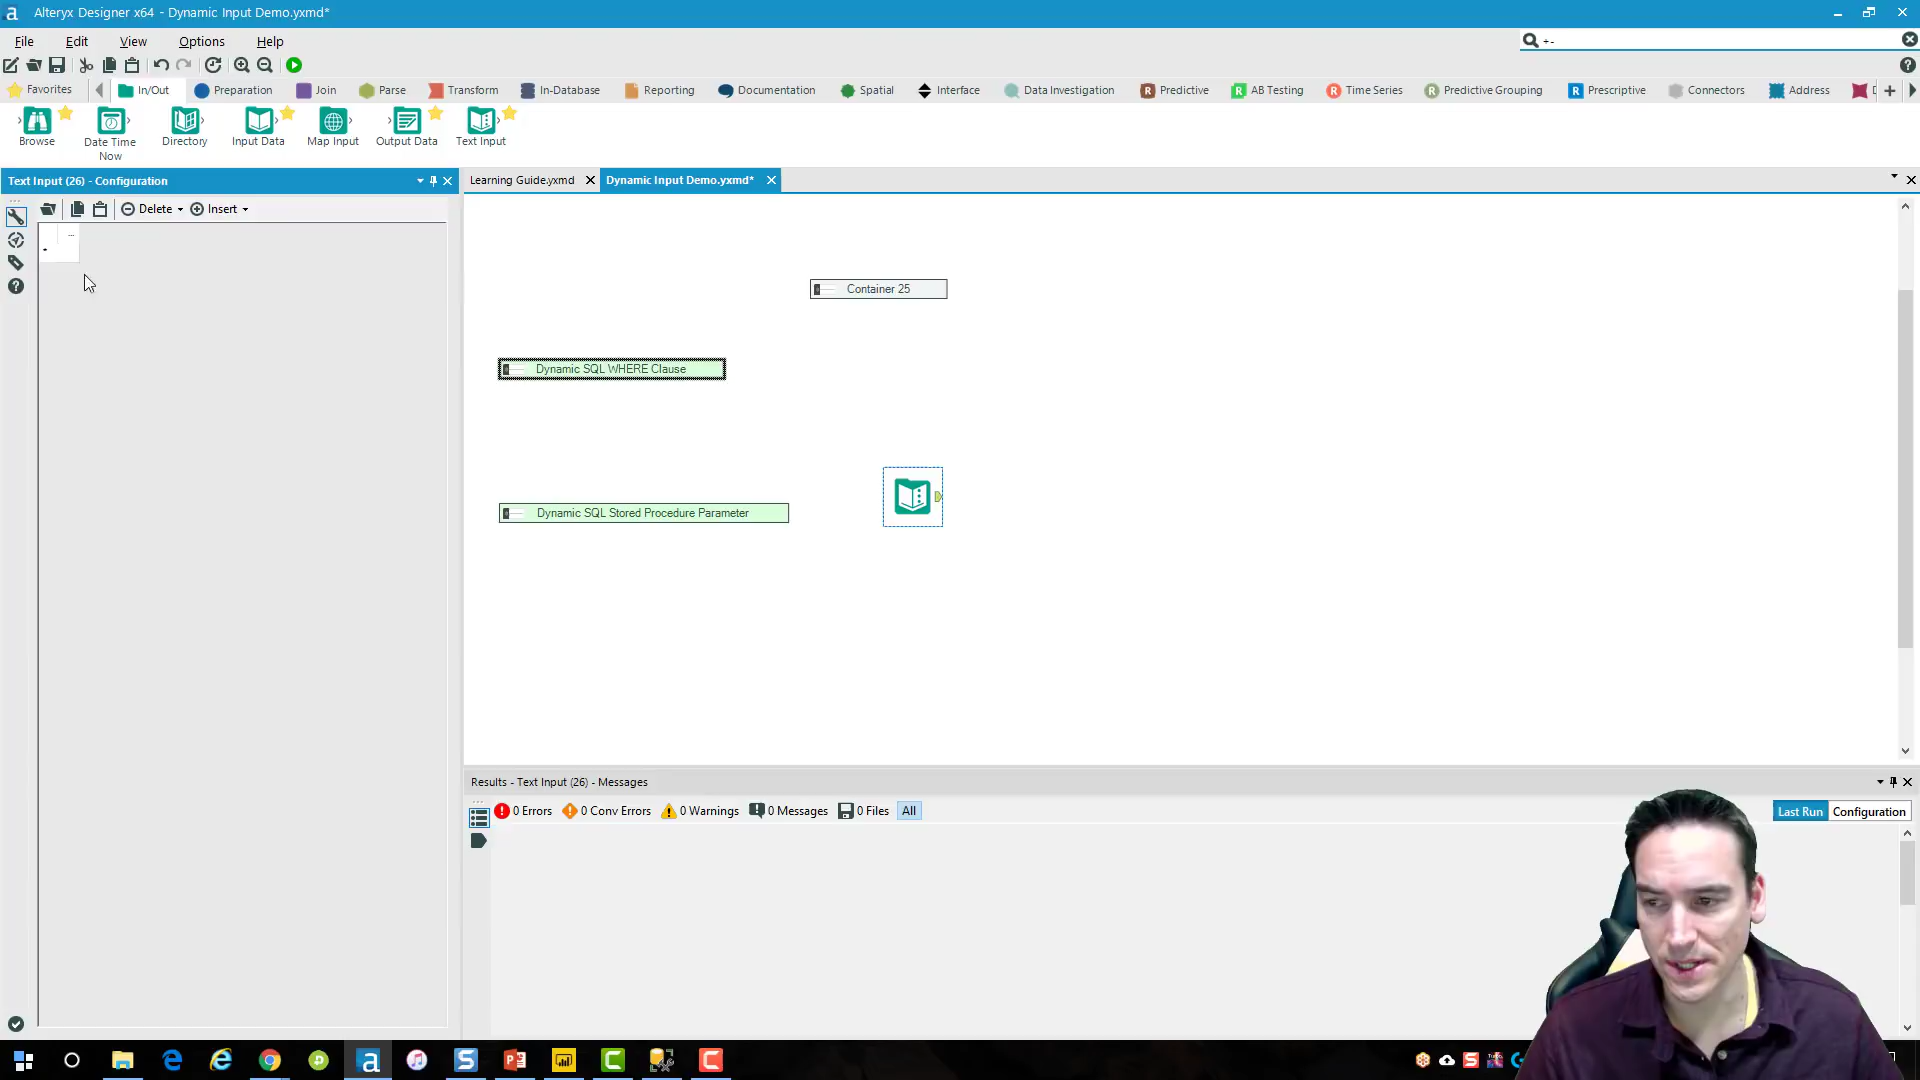 Alteryx Designer x64 - Dynamic Input Demo.yxmd*
File Edit View Options Help
+-
Favorites In/Out Preparation Join Parse Transform In-Database Reporting Documentation Spatial Interface Data Investigation Predictive AB Testing Time Series Predictive Grouping Prescriptive Connectors Address
Browse Date Time Now Directory Input Data Map Input Output Data Text Input
Text Input (26) - Configuration
Learning Guide.yxmd Dynamic Input Demo.yxmd*
Delete Insert
Container 25
Dynamic SQL WHERE Clause
Dynamic SQL Stored Procedure Parameter
Results - Text Input (26) - Messages
0 Errors 0 Conv Errors 0 Warnings 0 Messages 0 Files All Last Run Configuration